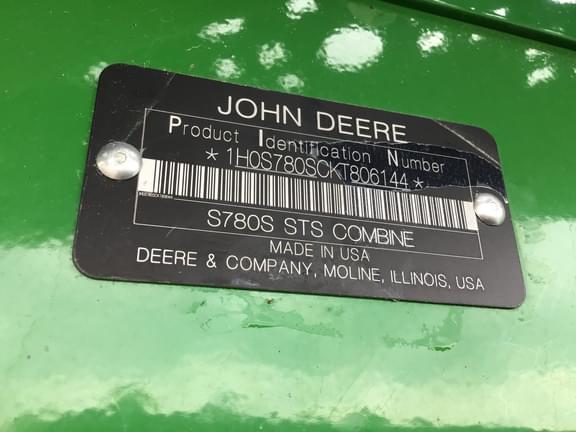 JOHN DEERE
Product Identification Number
*1H0S780SCKT806144*
S780S STS COMBINE
MADE IN USA
DEERE & COMPANY, MOLINE, ILLINOIS, USA